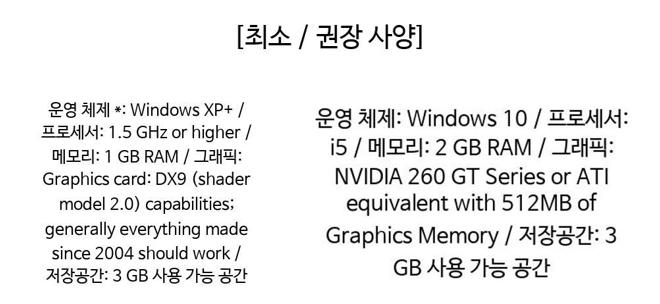 [최소 / 권장 사양]
운영 체제 *: Windows XP+ /
프로세서: 1.5 GHz or higher /
메모리: 1 GB RAM / 그래픽:
Graphics card: DX9 (shader
model 2.0) capabilities;
generally everything made
since 2004 should work /
저장공간: 3 GB 사용 가능 공간
운영 체제: Windows 10 / 프로세서:
i5 / 메모리: 2 GB RAM / 그래픽:
NVIDIA 260 GT Series or ATI
equivalent with 512MB of
Graphics Memory / 저장공간: 3
GB 사용 가능 공간